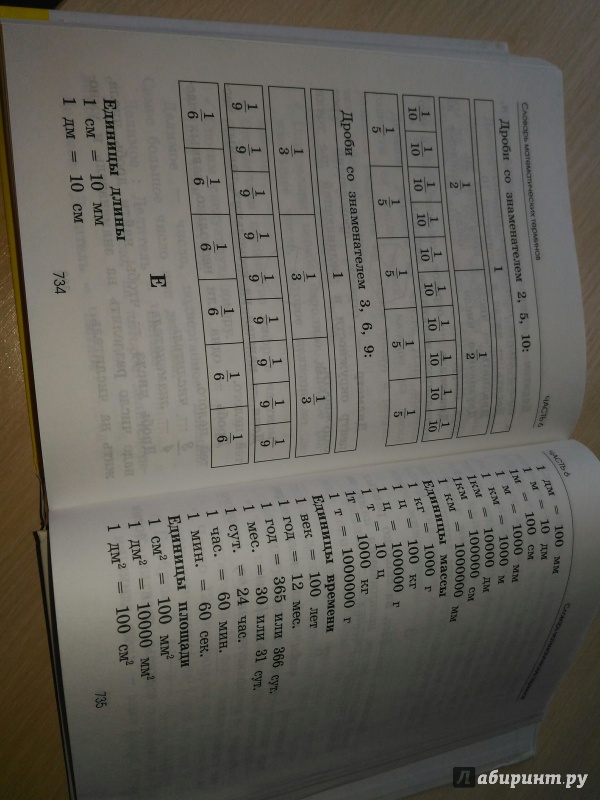 Словарь математических терминов ЧАСТЬ 6
Дроби со знаменателем 2, 5, 10:
1
1/2 1/2
1/10 1/10 1/10 1/10 1/10 1/10 1/10 1/10 1/10 1/10
1/5 1/5 1/5 1/5 1/5
Дроби со знаменателем 3, 6, 9:
1
1/3 1/3 1/3
1/9 1/9 1/9 1/9 1/9 1/9 1/9 1/9 1/9
1/6 1/6 1/6 1/6 1/6 1/6
Е
Единицы длины
1 см = 10 мм
1 дм = 10 см
734
ЧАСТЬ 6 Словарь математических терминов
1 дм = 100 мм
1 м = 10 дм
1м = 100 см
1 м = 1000 мм
1 км = 1000 м
1 км = 10000 дм
1км = 100000 см
1 км = 1000000 мм
Единицы массы
1 кг = 1000 г
1 ц = 100 кг
1 ц = 100000 г
1 т = 10 ц
1т = 1000 кг
1 т = 1000000 г
Единицы времени
1 век = 100 лет
1 год = 12 мес.
1 год = 365 или 366 сут.
1 мес. = 30 или 31 сут.
1 сут. = 24 час.
1 час. = 60 мин.
1 мин. = 60 сек.
Единицы площади
1 см² = 100 мм²
1 дм² = 10000 мм²
1 дм² = 100 см²
735
Лабиринт.ру